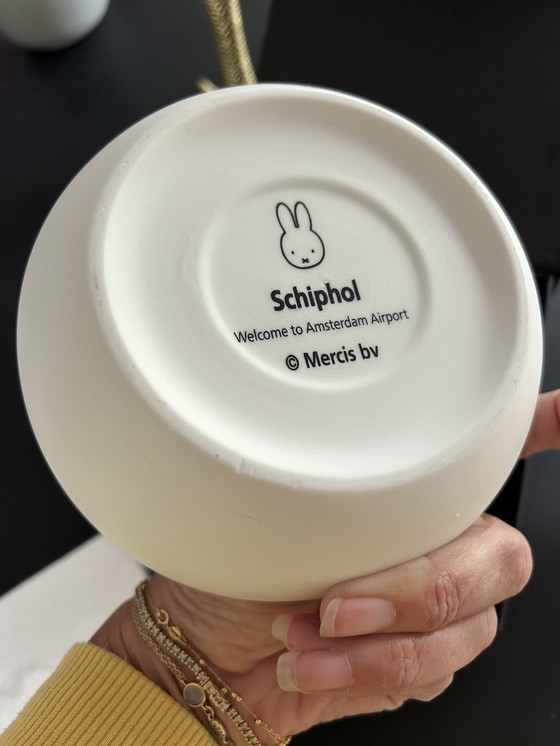 Schiphol
Welcome to Amsterdam Airport
© Mercis bv